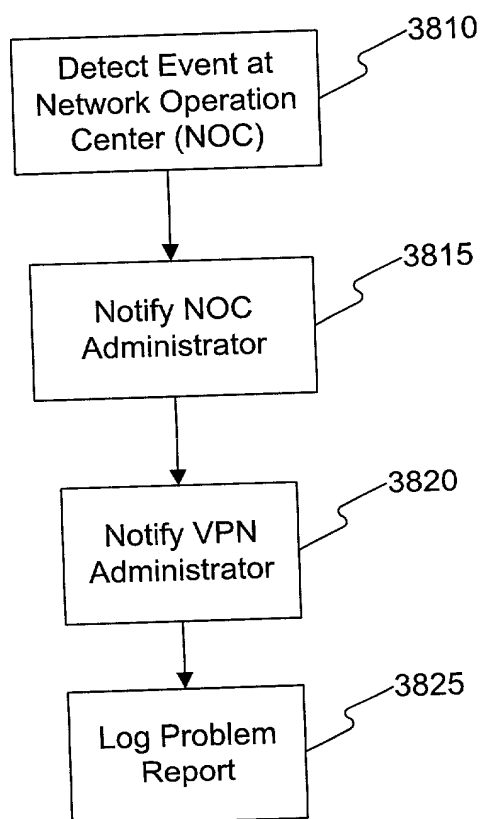 3810
Detect Event at
Network Operation
Center (NOC)
3815
Notify NOC
Administrator
3820
Notify VPN
Administrator
3825
Log Problem
Report